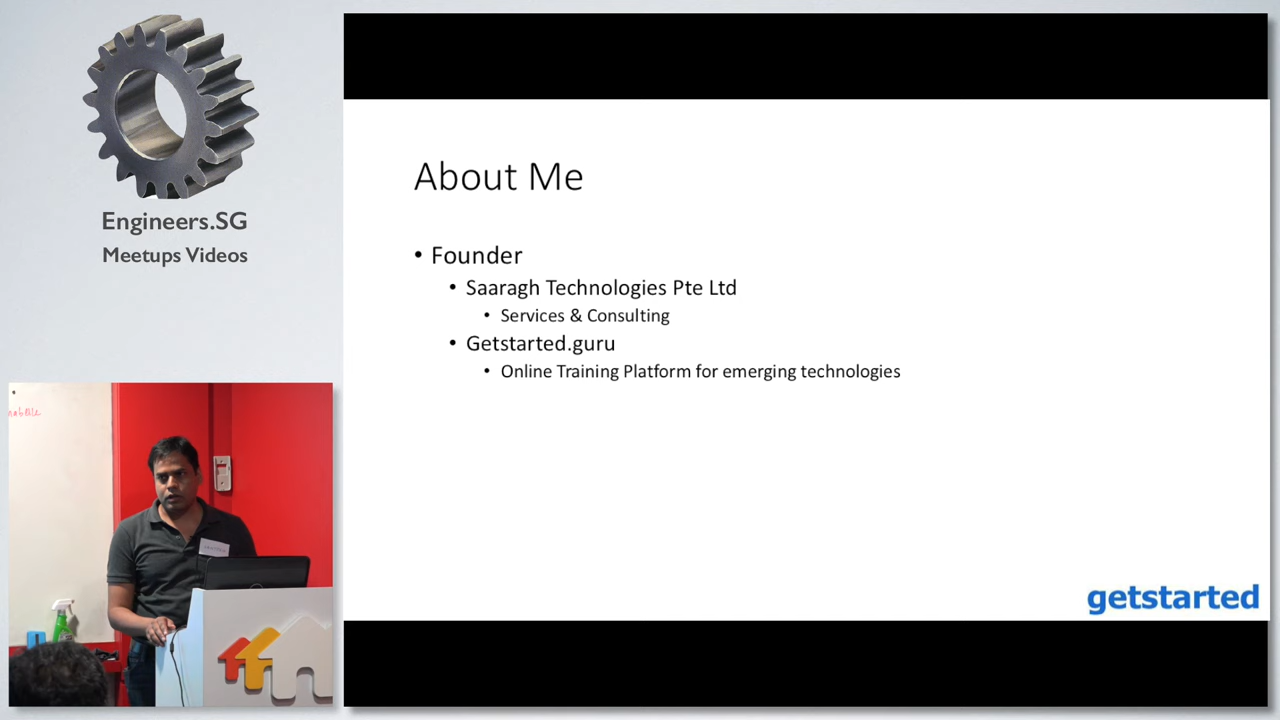 Engineers.SG
Meetups Videos
About Me
• Founder
• Saaragh Technologies Pte Ltd
• Services & Consulting
• Getstarted.guru
• Online Training Platform for emerging technologies
getstarted